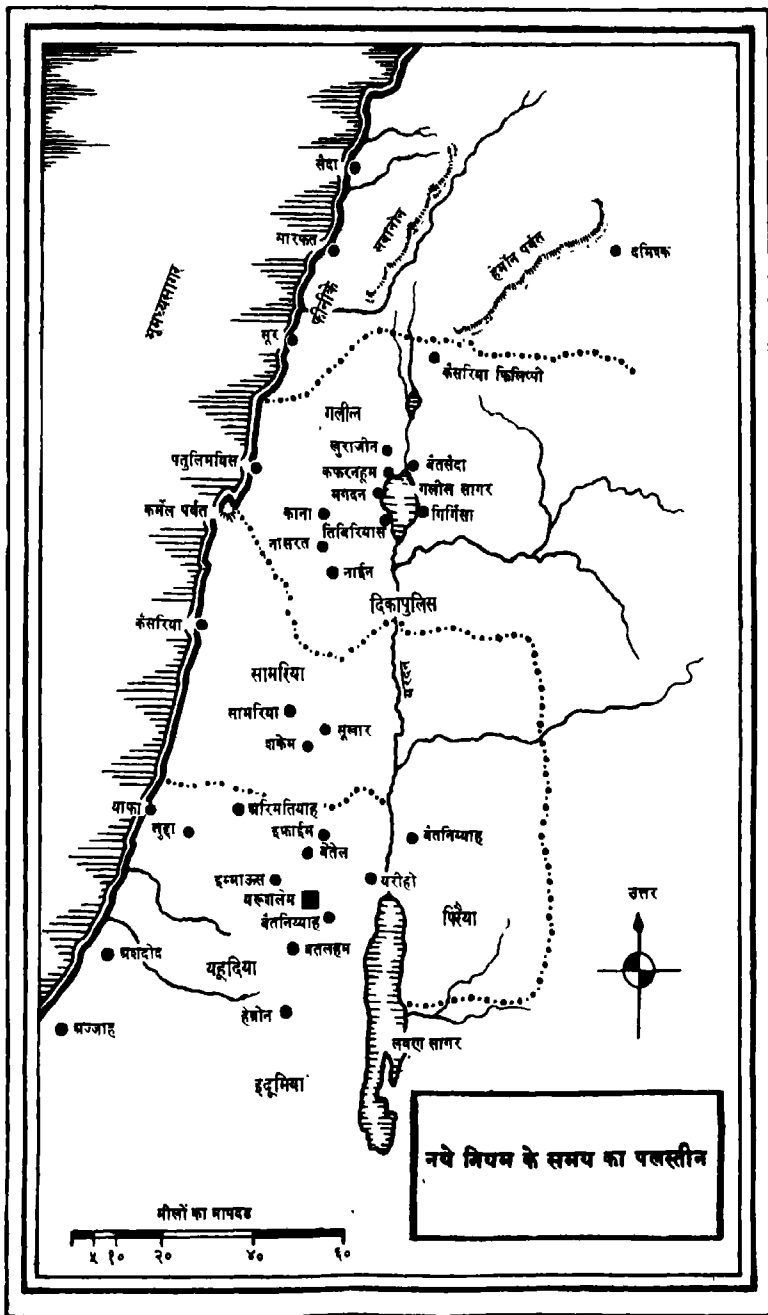 सैदा
सारफत
लबानोन
हेर्मोन पर्वत
दमिश्क
भूमध्यसागर
फीनीके
सूर
कैसरिया फिलिप्पी
गलील
खुराजीन
पतुलिमयिस
कफरनहूम
बैतसैदा
मगदन
गलील सागर
कर्मेल पर्वत
काना
गिर्गिसा
तिबिरियास
नासरत
नाईन
दिकापुलिस
कैसरिया
सामरिया
यरदन
सामरिया
सूखार
शकेम
याफा
अरिमतियाह
लुद्दा
इफ्राईम
बैतनिय्याह
बेतेल
इम्माऊस
यरीहो
यरूशलेम
उत्तर
बैतनिय्याह
पिरैया
अशदोद
यहूदिया
बेतलहम
हेब्रोन
अज्जाह
लवण सागर
इदूमिया
नये नियम के समय का पलस्तीन
मीलों का मापदंड
५ १० २० ४० ६०